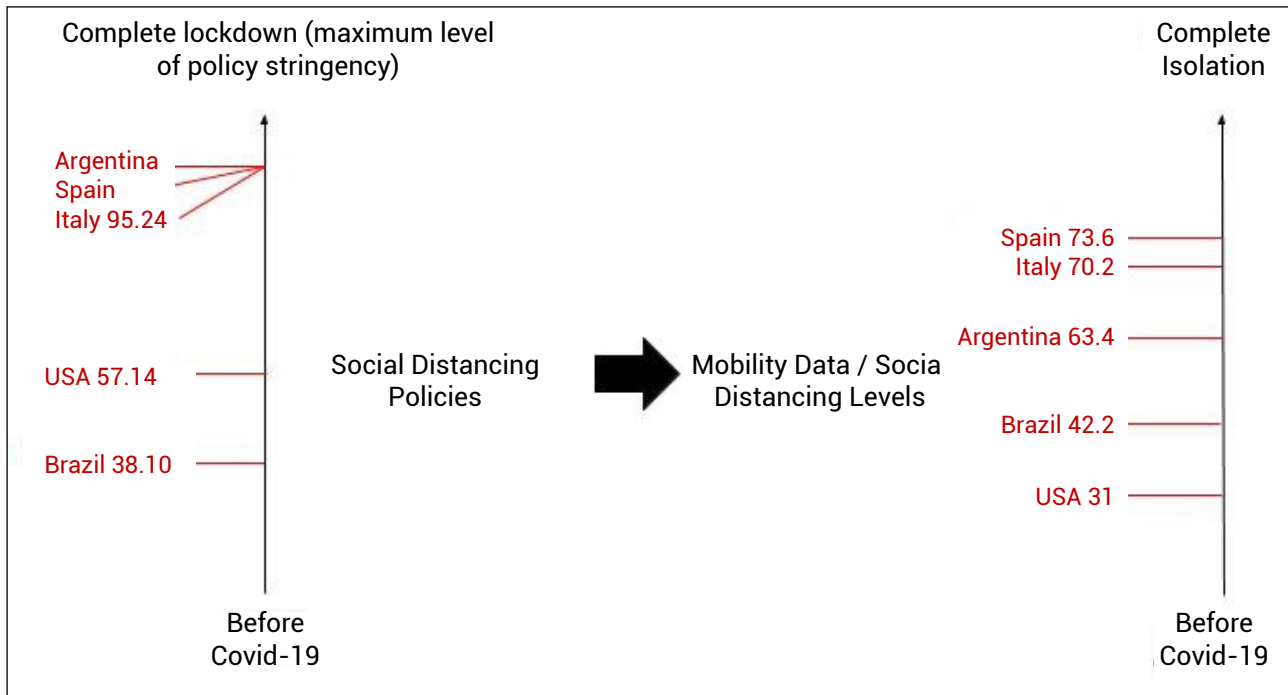 Complete lockdown (maximum level
of policy stringency)
Argentina
Spain
Italy 95.24
USA 57.14
Brazil 38.10
Before
Covid-19
Social Distancing
Policies
Mobility Data / Socia
Distancing Levels
Complete
Isolation
Spain 73.6
Italy 70.2
Argentina 63.4
Brazil 42.2
USA 31
Before
Covid-19